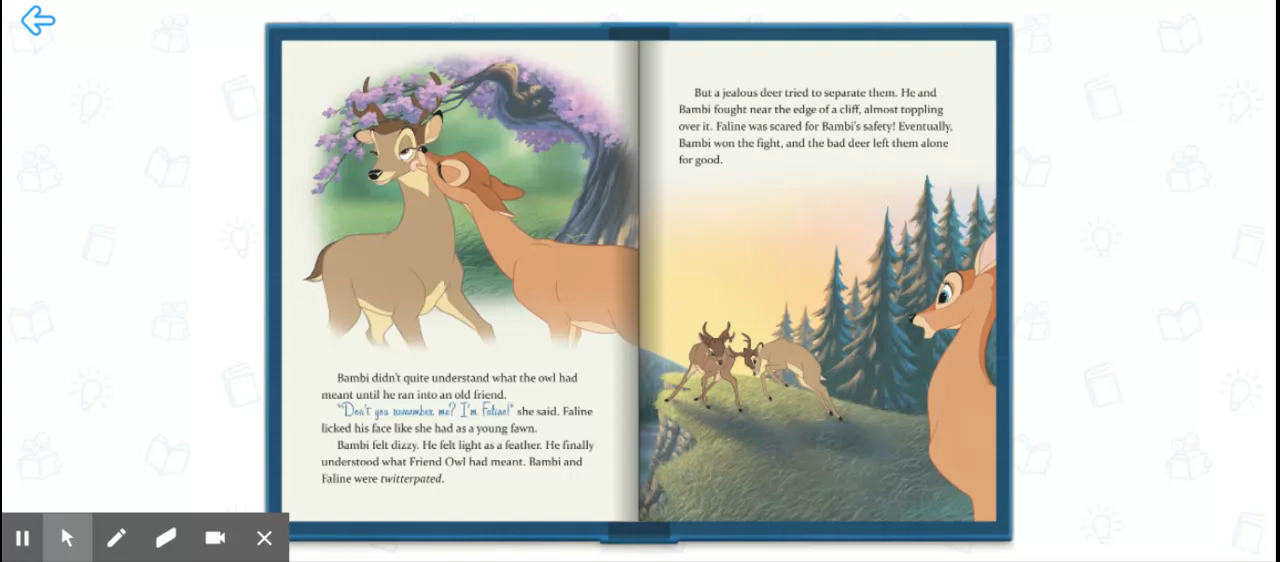 Bambi didn't quite understand what the owl had
meant until he ran into an old friend.
"Don't you remember me? I'm Faline!" she said. Faline
licked his face like she had as a young fawn.
Bambi felt dizzy. He felt light as a feather. He finally
understood what Friend Owl had meant. Bambi and
Faline were twitterpated.
But a jealous deer tried to separate them. He and
Bambi fought near the edge of a cliff, almost toppling
over it. Faline was scared for Bambi's safety! Eventually,
Bambi won the fight, and the bad deer left them alone
for good.